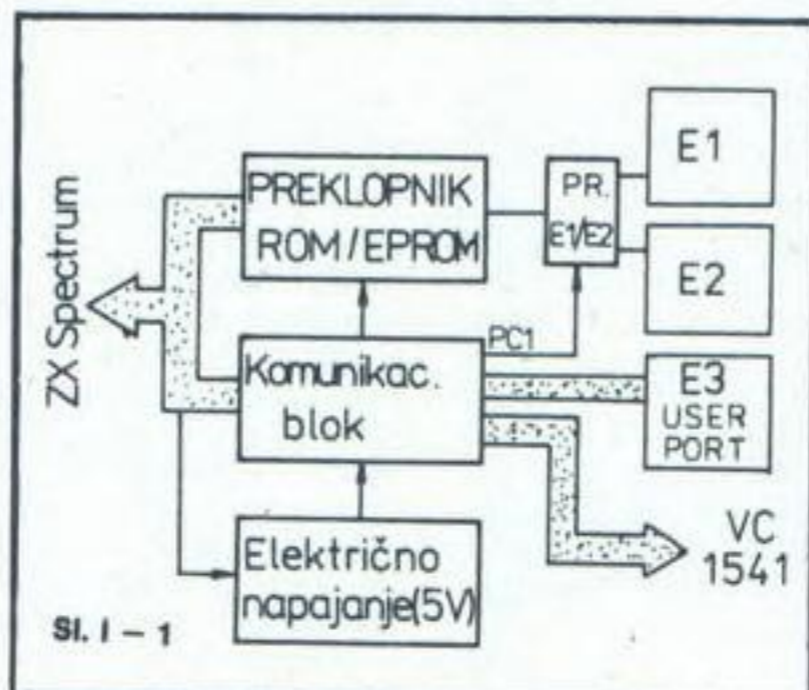 ZX Spectrum
PREKLOPNIK
ROM/EPROM
PR.
E1/E2
E1
E2
PC1
Komunikac.
blok
E3
USER
PORT
Električno
napajanje(5V)
VC
1541
Sl. I – 1